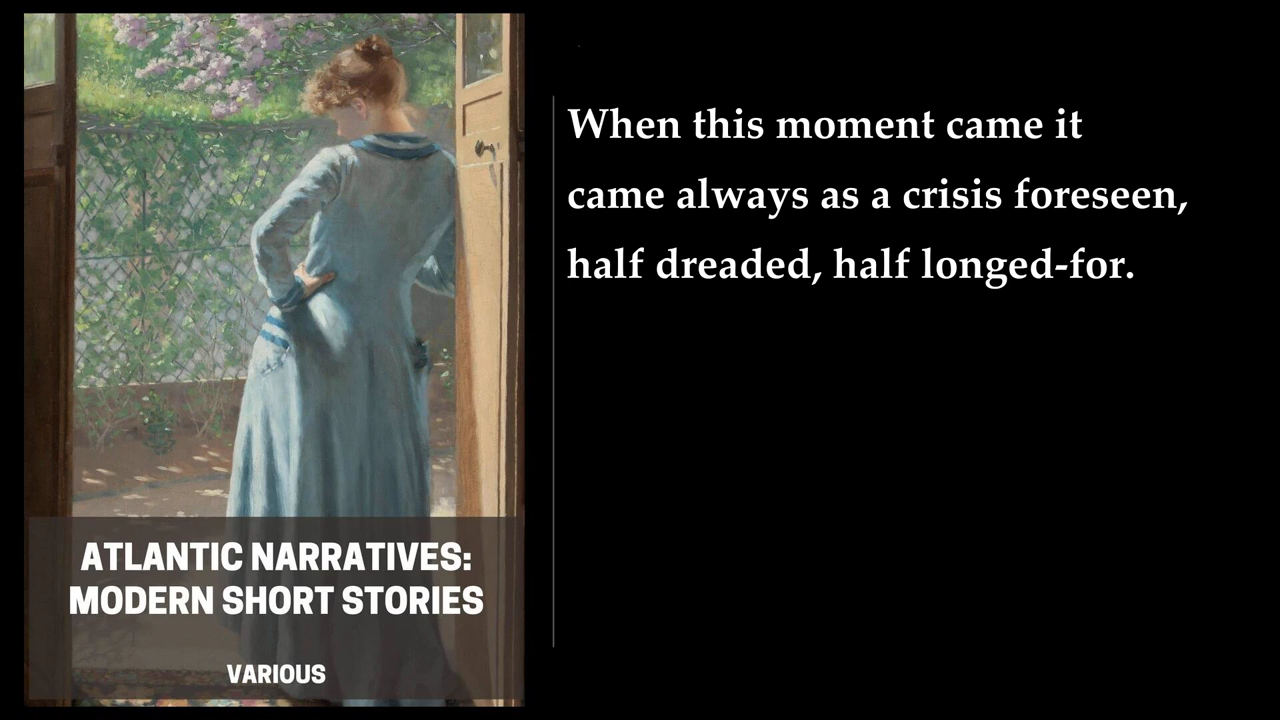 ATLANTIC NARRATIVES:
MODERN SHORT STORIES
VARIOUS
When this moment came it
came always as a crisis foreseen,
half dreaded, half longed-for.